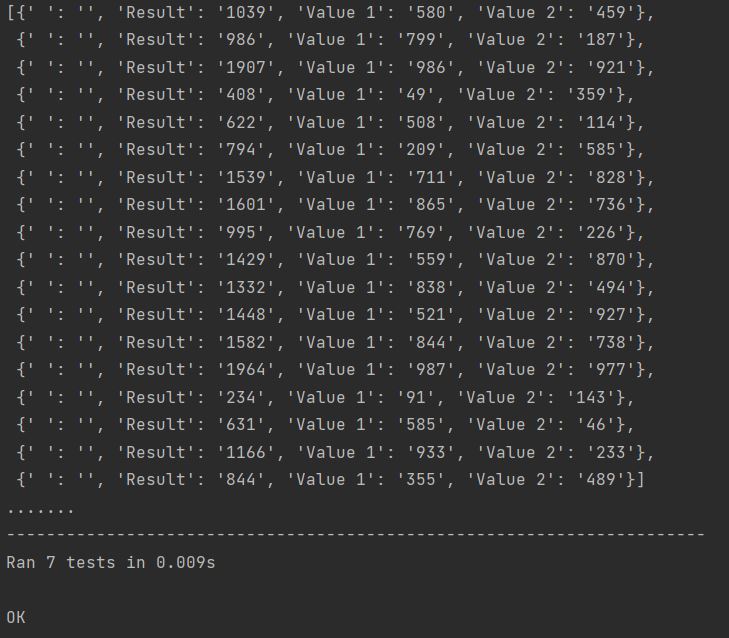 [{' ': '', 'Result': '1039', 'Value 1': '580', 'Value 2': '459'},
 {' ': '', 'Result': '986', 'Value 1': '799', 'Value 2': '187'},
 {' ': '', 'Result': '1907', 'Value 1': '986', 'Value 2': '921'},
 {' ': '', 'Result': '408', 'Value 1': '49', 'Value 2': '359'},
 {' ': '', 'Result': '622', 'Value 1': '508', 'Value 2': '114'},
 {' ': '', 'Result': '794', 'Value 1': '209', 'Value 2': '585'},
 {' ': '', 'Result': '1539', 'Value 1': '711', 'Value 2': '828'},
 {' ': '', 'Result': '1601', 'Value 1': '865', 'Value 2': '736'},
 {' ': '', 'Result': '995', 'Value 1': '769', 'Value 2': '226'},
 {' ': '', 'Result': '1429', 'Value 1': '559', 'Value 2': '870'},
 {' ': '', 'Result': '1332', 'Value 1': '838', 'Value 2': '494'},
 {' ': '', 'Result': '1448', 'Value 1': '521', 'Value 2': '927'},
 {' ': '', 'Result': '1582', 'Value 1': '844', 'Value 2': '738'},
 {' ': '', 'Result': '1964', 'Value 1': '987', 'Value 2': '977'},
 {' ': '', 'Result': '234', 'Value 1': '91', 'Value 2': '143'},
 {' ': '', 'Result': '631', 'Value 1': '585', 'Value 2': '46'},
 {' ': '', 'Result': '1166', 'Value 1': '933', 'Value 2': '233'},
 {' ': '', 'Result': '844', 'Value 1': '355', 'Value 2': '489'}]
.......
----------------------------------------------------------------------
Ran 7 tests in 0.009s
OK